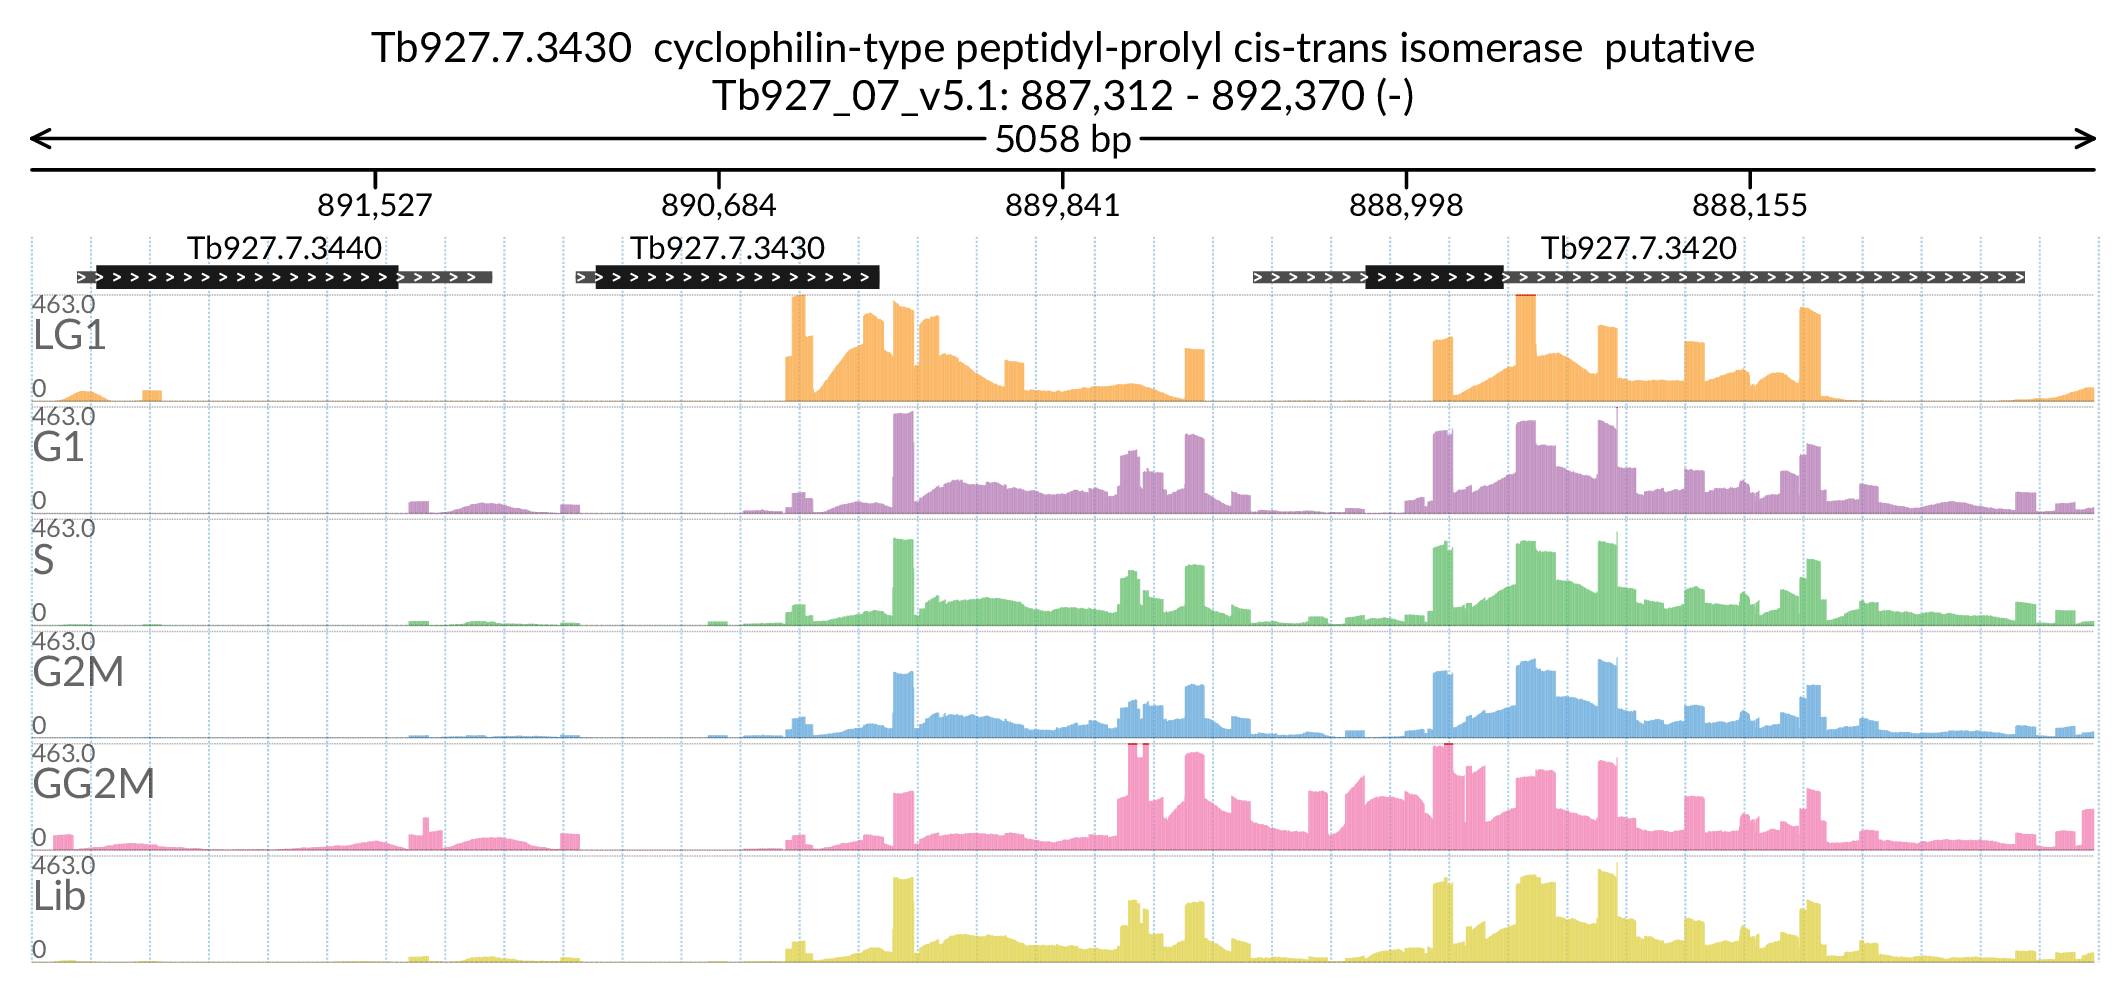 Tb927.7.3430 cyclophilin-type peptidyl-prolyl cis-trans isomerase putative
Tb927_07_v5.1: 887,312 - 892,370 (-)
5058 bp
891,527 890,684 889,841 888,998 888,155
Tb927.7.3440 Tb927.7.3430 Tb927.7.3420
463.0
LG1
0
463.0
G1
0
463.0
S
0
463.0
G2M
0
463.0
GG2M
0
463.0
Lib
0